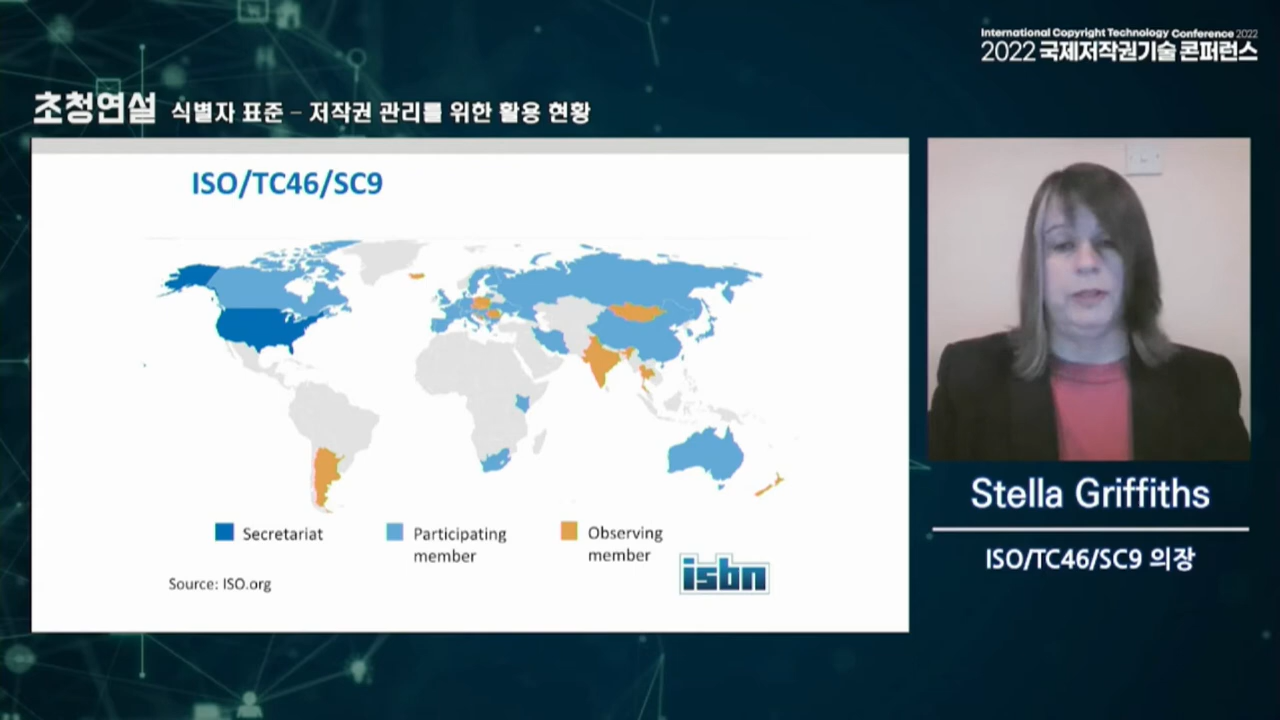 International Copyright Technology Conference 2022
2022 국제저작권기술 콘퍼런스
초청연설 식별자 표준 – 저작권 관리를 위한 활용 현황
ISO/TC46/SC9
Secretariat
Participating
member
Observing
member
Source: ISO.org
isbn
Stella Griffiths
ISO/TC46/SC9 의장